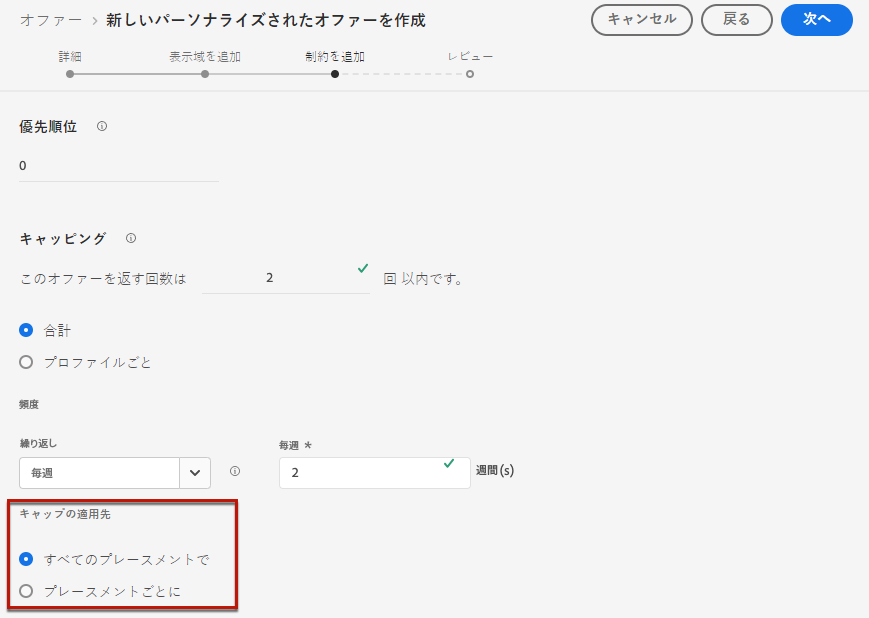 オファー > 新しいパーソナライズされたオファーを作成
キャンセル 戻る 次へ
詳細 表示域を追加 制約を追加 レビュー
優先順位
0
キャッピング
このオファーを返す回数は 2 回 以内です。
合計
プロファイルごと
頻度
繰り返し 毎週 *
毎週 2 週間(s)
キャップの適用先
すべてのプレースメントで
プレースメントごとに